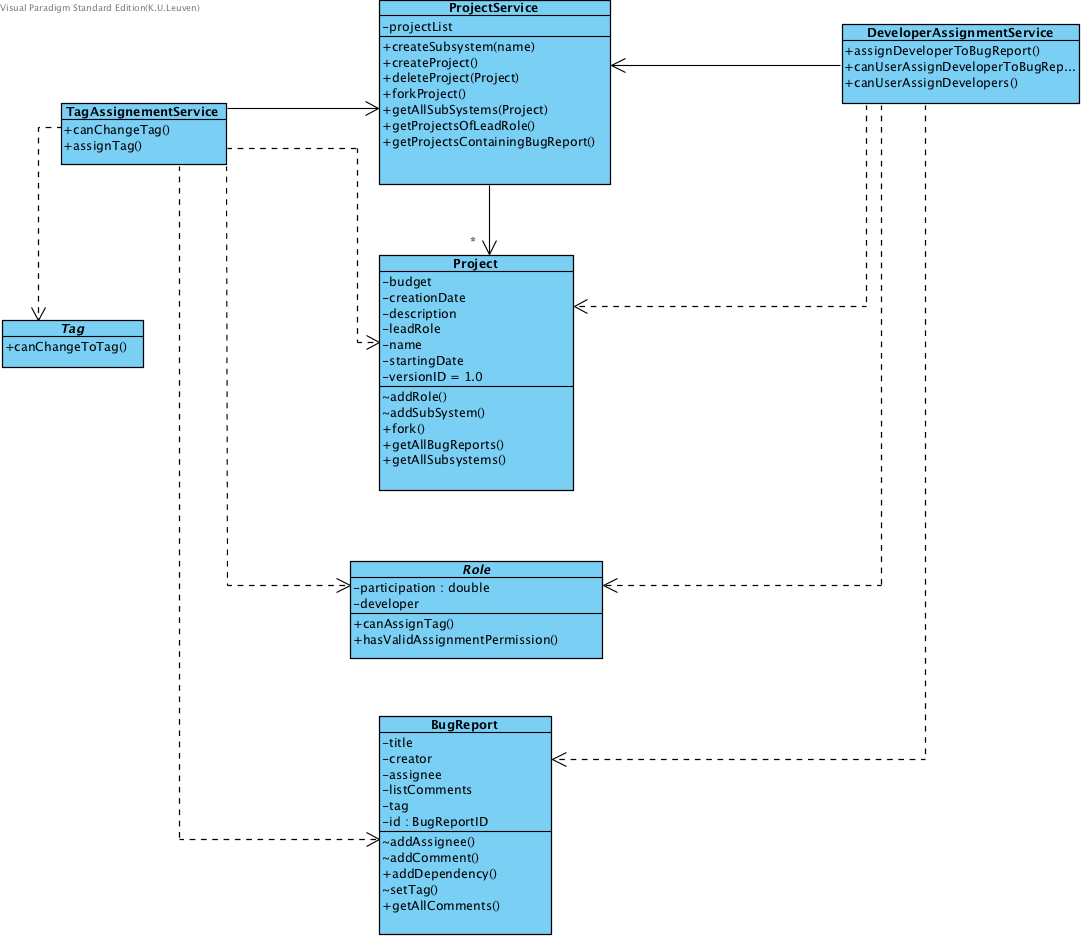 Visual Paradigm Standard Edition(K.U.Leuven)
ProjectService
-projectList
+createSubsystem(name)
+createProject()
+deleteProject(Project)
+forkProject()
+getAllSubSystems(Project)
+getProjectsOfLeadRole()
+getProjectsContainingBugReport()
DeveloperAssignmentService
+assignDeveloperToBugReport()
+canUserAssignDeveloperToBugRep...
+canUserAssignDevelopers()
TagAssignementService
+canChangeTag()
+assignTag()
*
Project
-budget
-creationDate
-description
-leadRole
-name
-startingDate
-versionID = 1.0
~addRole()
~addSubSystem()
+fork()
+getAllBugReports()
+getAllSubsystems()
Tag
+canChangeToTag()
Role
-participation : double
-developer
+canAssignTag()
+hasValidAssignmentPermission()
BugReport
-title
-creator
-assignee
-listComments
-tag
-id : BugReportID
~addAssignee()
~addComment()
+addDependency()
~setTag()
+getAllComments()